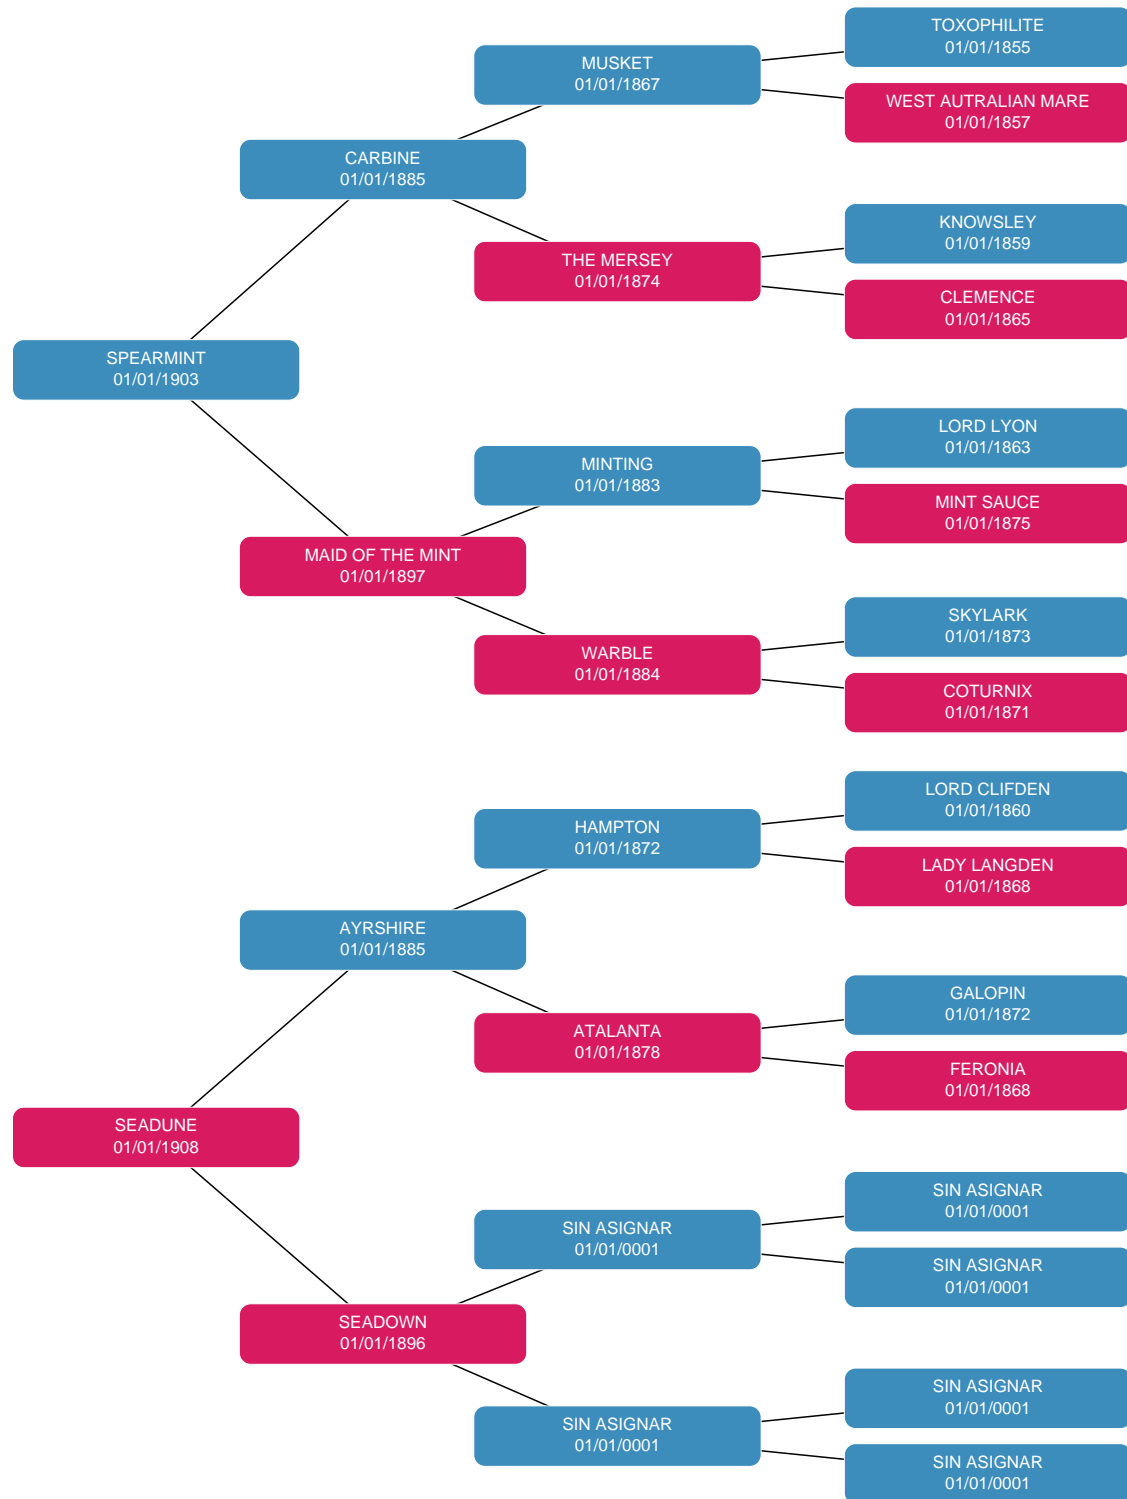 TOXOPHILITE
01/01/1855
MUSKET
01/01/1867
WEST AUTRALIAN MARE
01/01/1857
CARBINE
01/01/1885
KNOWSLEY
01/01/1859
THE MERSEY
01/01/1874
CLEMENCE
01/01/1865
SPEARMINT
01/01/1903
LORD LYON
01/01/1863
MINTING
01/01/1883
MINT SAUCE
01/01/1875
MAID OF THE MINT
01/01/1897
SKYLARK
01/01/1873
WARBLE
01/01/1884
COTURNIX
01/01/1871
LORD CLIFDEN
01/01/1860
HAMPTON
01/01/1872
LADY LANGDEN
01/01/1868
AYRSHIRE
01/01/1885
GALOPIN
01/01/1872
ATALANTA
01/01/1878
FERONIA
01/01/1868
SEADUNE
01/01/1908
SIN ASIGNAR
01/01/0001
SIN ASIGNAR
01/01/0001
SIN ASIGNAR
01/01/0001
SEADOWN
01/01/1896
SIN ASIGNAR
01/01/0001
SIN ASIGNAR
01/01/0001
SIN ASIGNAR
01/01/0001